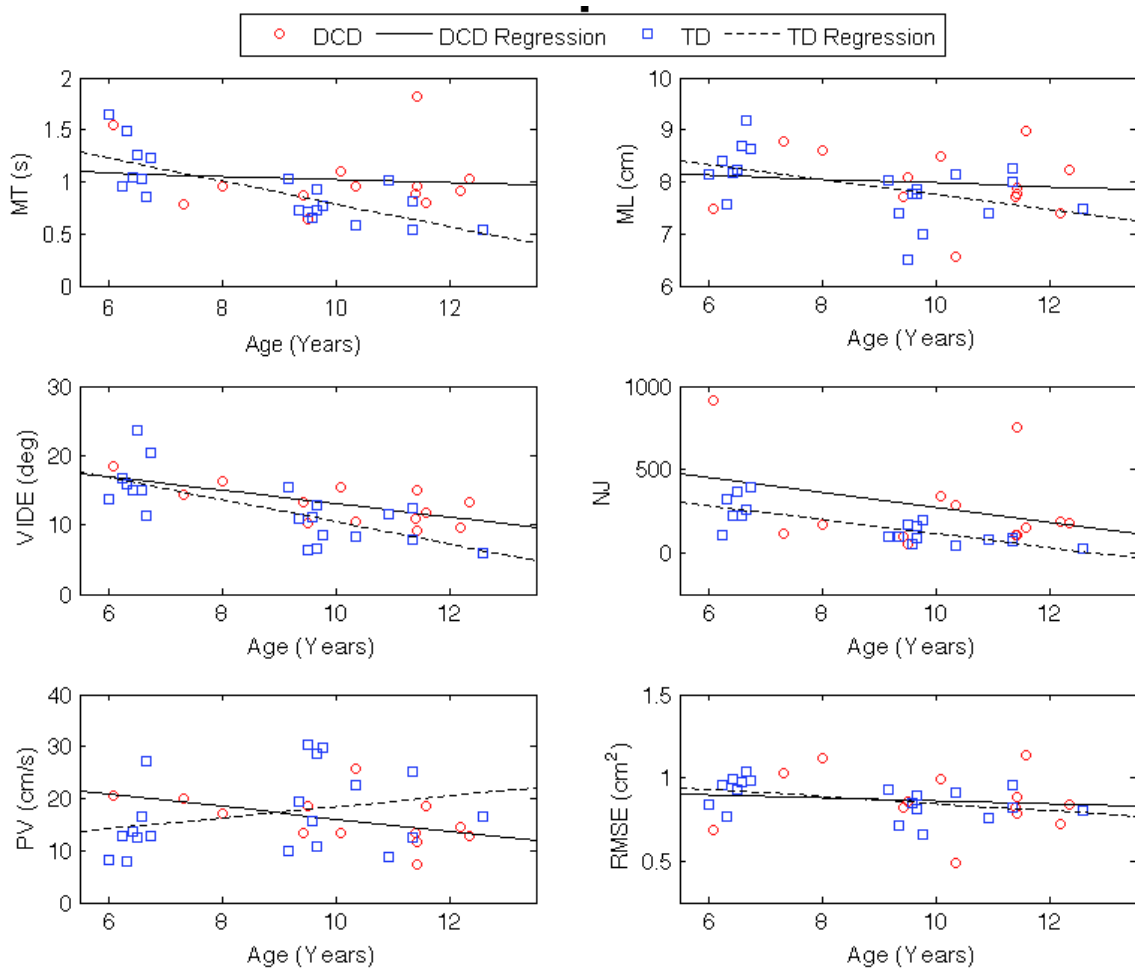 DCD DCD Regression TD TD Regression
MT (s)
2
1.5
1
0.5
0
6 8 10 12
Age (Years)
ML (cm)
10
9
8
7
6
6 8 10 12
Age (Years)
VIDE (deg)
30
20
10
0
6 8 10 12
Age (Years)
NJ
1000
500
0
6 8 10 12
Age (Years)
PV (cm/s)
40
30
20
10
0
6 8 10 12
Age (Years)
RMSE (cm²)
1.5
1
0.5
6 8 10 12
Age (Years)